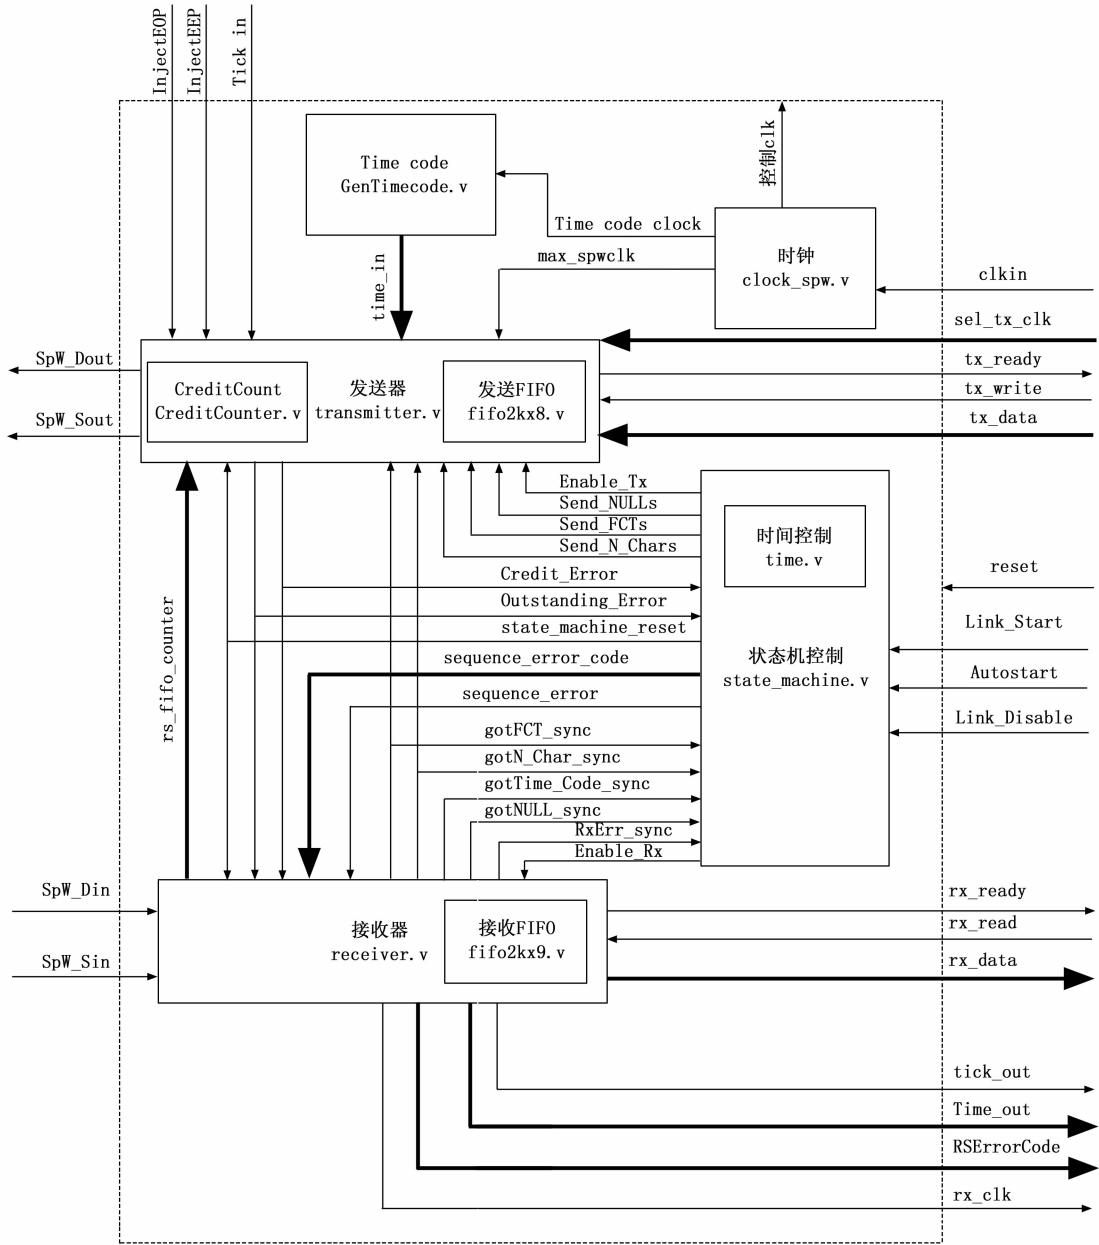 InjectEOP
InjectEEP
Tick in
Time code
GenTimecode.v
控制clk
Time code clock
时钟
clock_spw.v
max_spwclk
time_in
clkin
sel_tx_clk
SpW_Dout
tx_ready
CreditCount
CreditCounter.v
发送器
transmitter.v
发送FIFO
fifo2kx8.v
tx_write
SpW_Sout
tx_data
Enable_Tx
Send_NULLs
Send_FCTs
Send_N_Chars
时间控制
time.v
Credit_Error
reset
Outstanding_Error
Link_Start
state_machine_reset
状态机控制
state_machine.v
sequence_error_code
Autostart
sequence_error
rs_fifo_counter
Link_Disable
gotFCT_sync
gotN_Char_sync
gotTime_Code_sync
gotNULL_sync
RxErr_sync
Enable_Rx
SpW_Din
rx_ready
接收器
receiver.v
接收FIFO
fifo2kx9.v
rx_read
SpW_Sin
rx_data
tick_out
Time_out
RSErrorCode
rx_clk